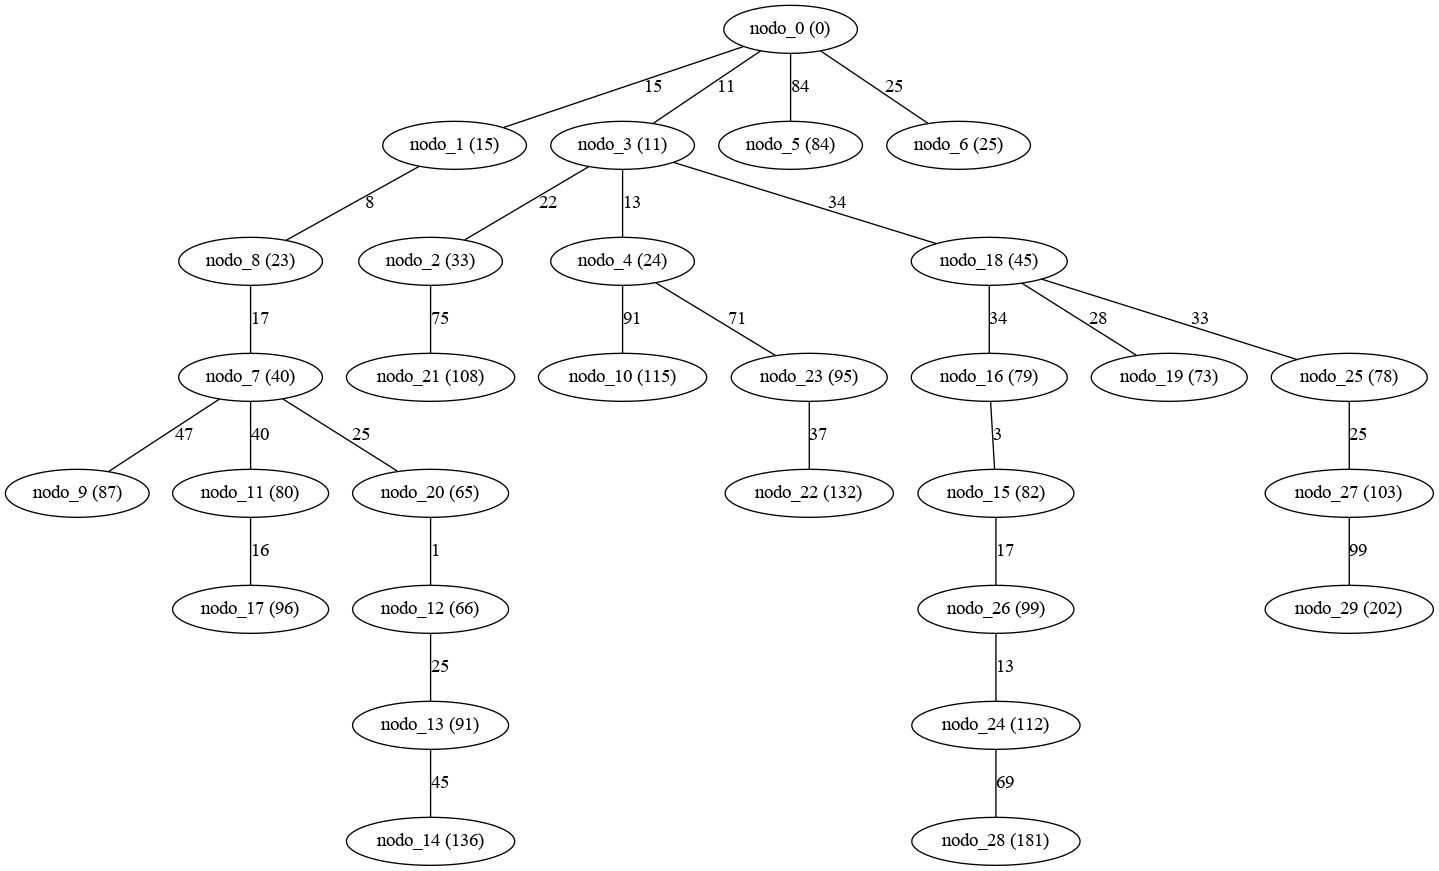 nodo_0 (0)
15 11 84 25
nodo_1 (15) nodo_3 (11) nodo_5 (84) nodo_6 (25)
8 22 13 34
nodo_8 (23) nodo_2 (33) nodo_4 (24) nodo_18 (45)
17 75 91 71 34 28 33
nodo_7 (40) nodo_21 (108) nodo_10 (115) nodo_23 (95) nodo_16 (79) nodo_19 (73) nodo_25 (78)
47 40 25 37 3 25
nodo_9 (87) nodo_11 (80) nodo_20 (65) nodo_22 (132) nodo_15 (82) nodo_27 (103)
16 1 17 99
nodo_17 (96) nodo_12 (66) nodo_26 (99) nodo_29 (202)
25 13
nodo_13 (91) nodo_24 (112)
45 69
nodo_14 (136) nodo_28 (181)